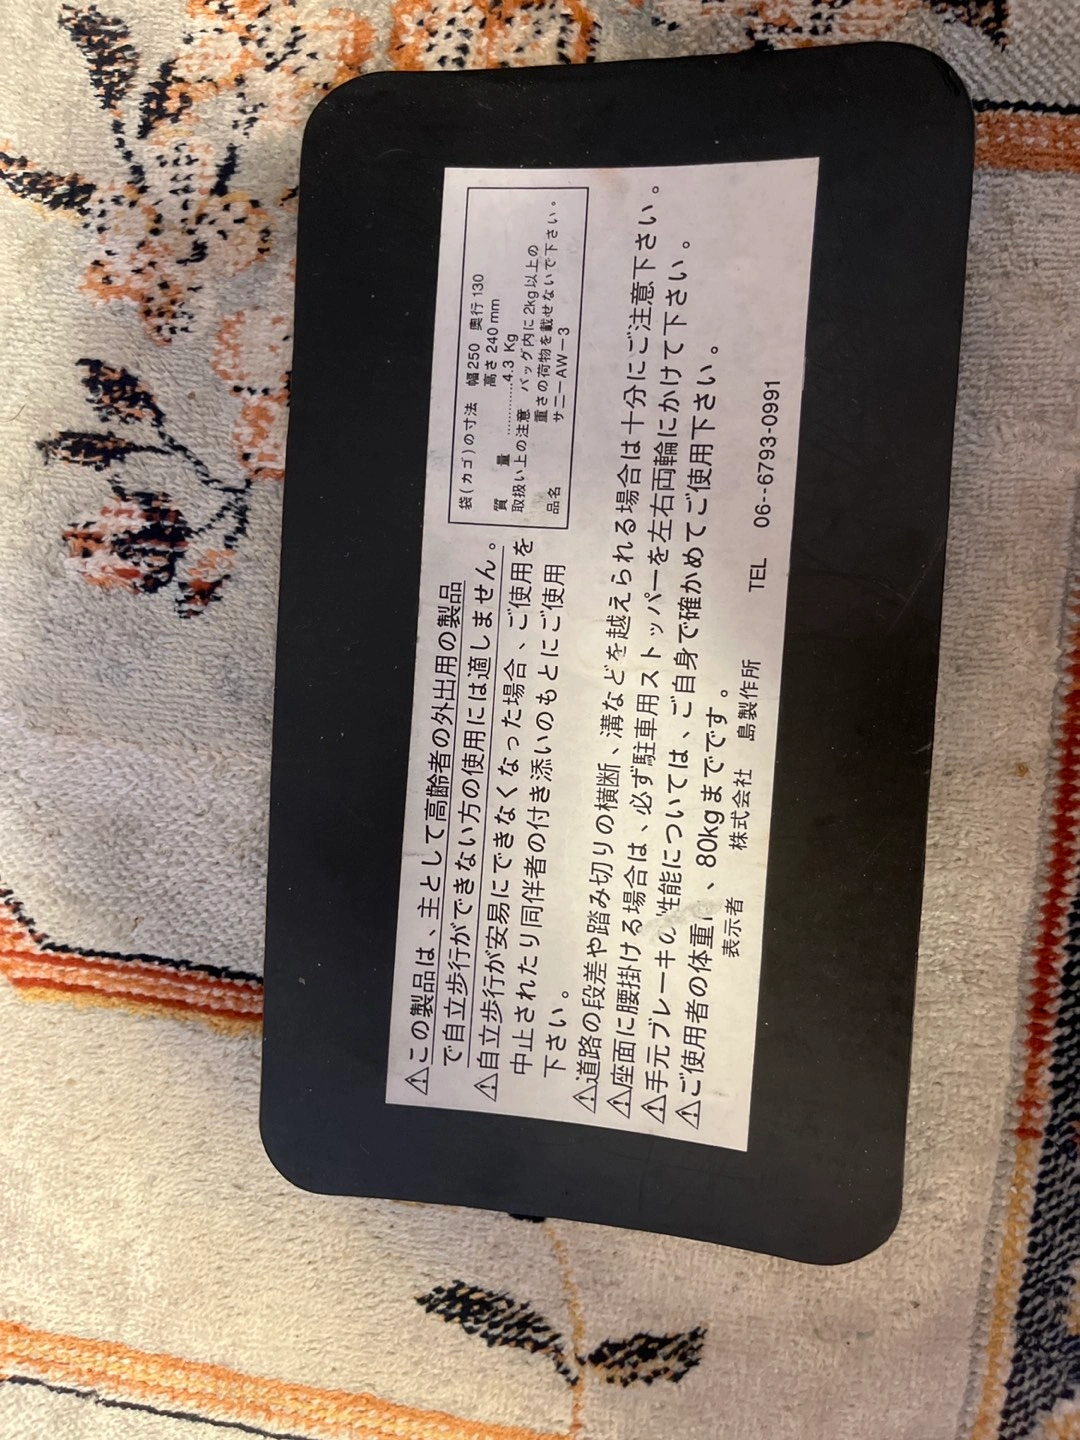 ⚠この製品は、主として高齢者の外出用の製品
で自立歩行ができない方の使用には適しません。
⚠自立歩行が安易にできなくなった場合、ご使用を
中止されたり同伴者の付き添いのもとにご使用
下さい。
袋(カゴ)の寸法 幅250 奥行130
高さ240mm
質 量 ............4.3 Kg
取扱い上の注意 バッグ内に2kg以上の
重さの荷物を載せないで下さい。
品名 サニーAW-3
⚠道路の段差や踏み切りの横断、溝などを越えられる場合は十分にご注意下さい。
⚠座面に腰掛ける場合は、必ず駐車用ストッパーを左右両輪にかけて下さい。
⚠手元ブレーキの性能については、ご自身で確かめてご使用下さい。
⚠ご使用者の体重、80kgまでです。
表示者 株式会社 島製作所 TEL 06--6793-0991